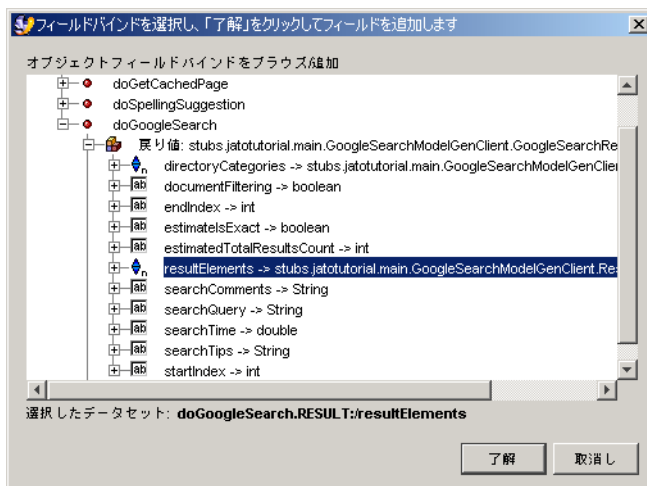 フィールドバインドを選択し、「了解」をクリックしてフィールドを追加します
オブジェクトフィールドバインドをブラウズ/追加
doGetCachedPage
doSpellingSuggestion
doGoogleSearch
戻り値: stubs.jatotutorial.main.GoogleSearchModelGenClient.GoogleSearchRe
directoryCategories -> stubs.jatotutorial.main.GoogleSearchModelGenClie
documentFiltering -> boolean
endIndex -> int
estimateIsExact -> boolean
estimatedTotalResultsCount -> int
resultElements -> stubs.jatotutorial.main.GoogleSearchModelGenClient.Re
searchComments -> String
searchQuery -> String
searchTime -> double
searchTips -> String
startIndex -> int
選択したデータセット: doGoogleSearch.RESULT:/resultElements
了解 取消し